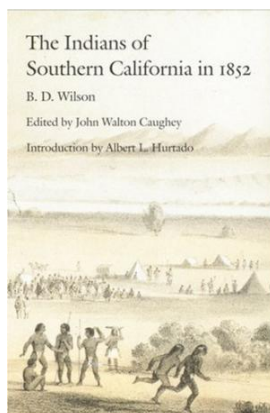 The Indians of
Southern California in 1852
B. D. Wilson
Edited by John Walton Caughey
Introduction by Albert L. Hurtado